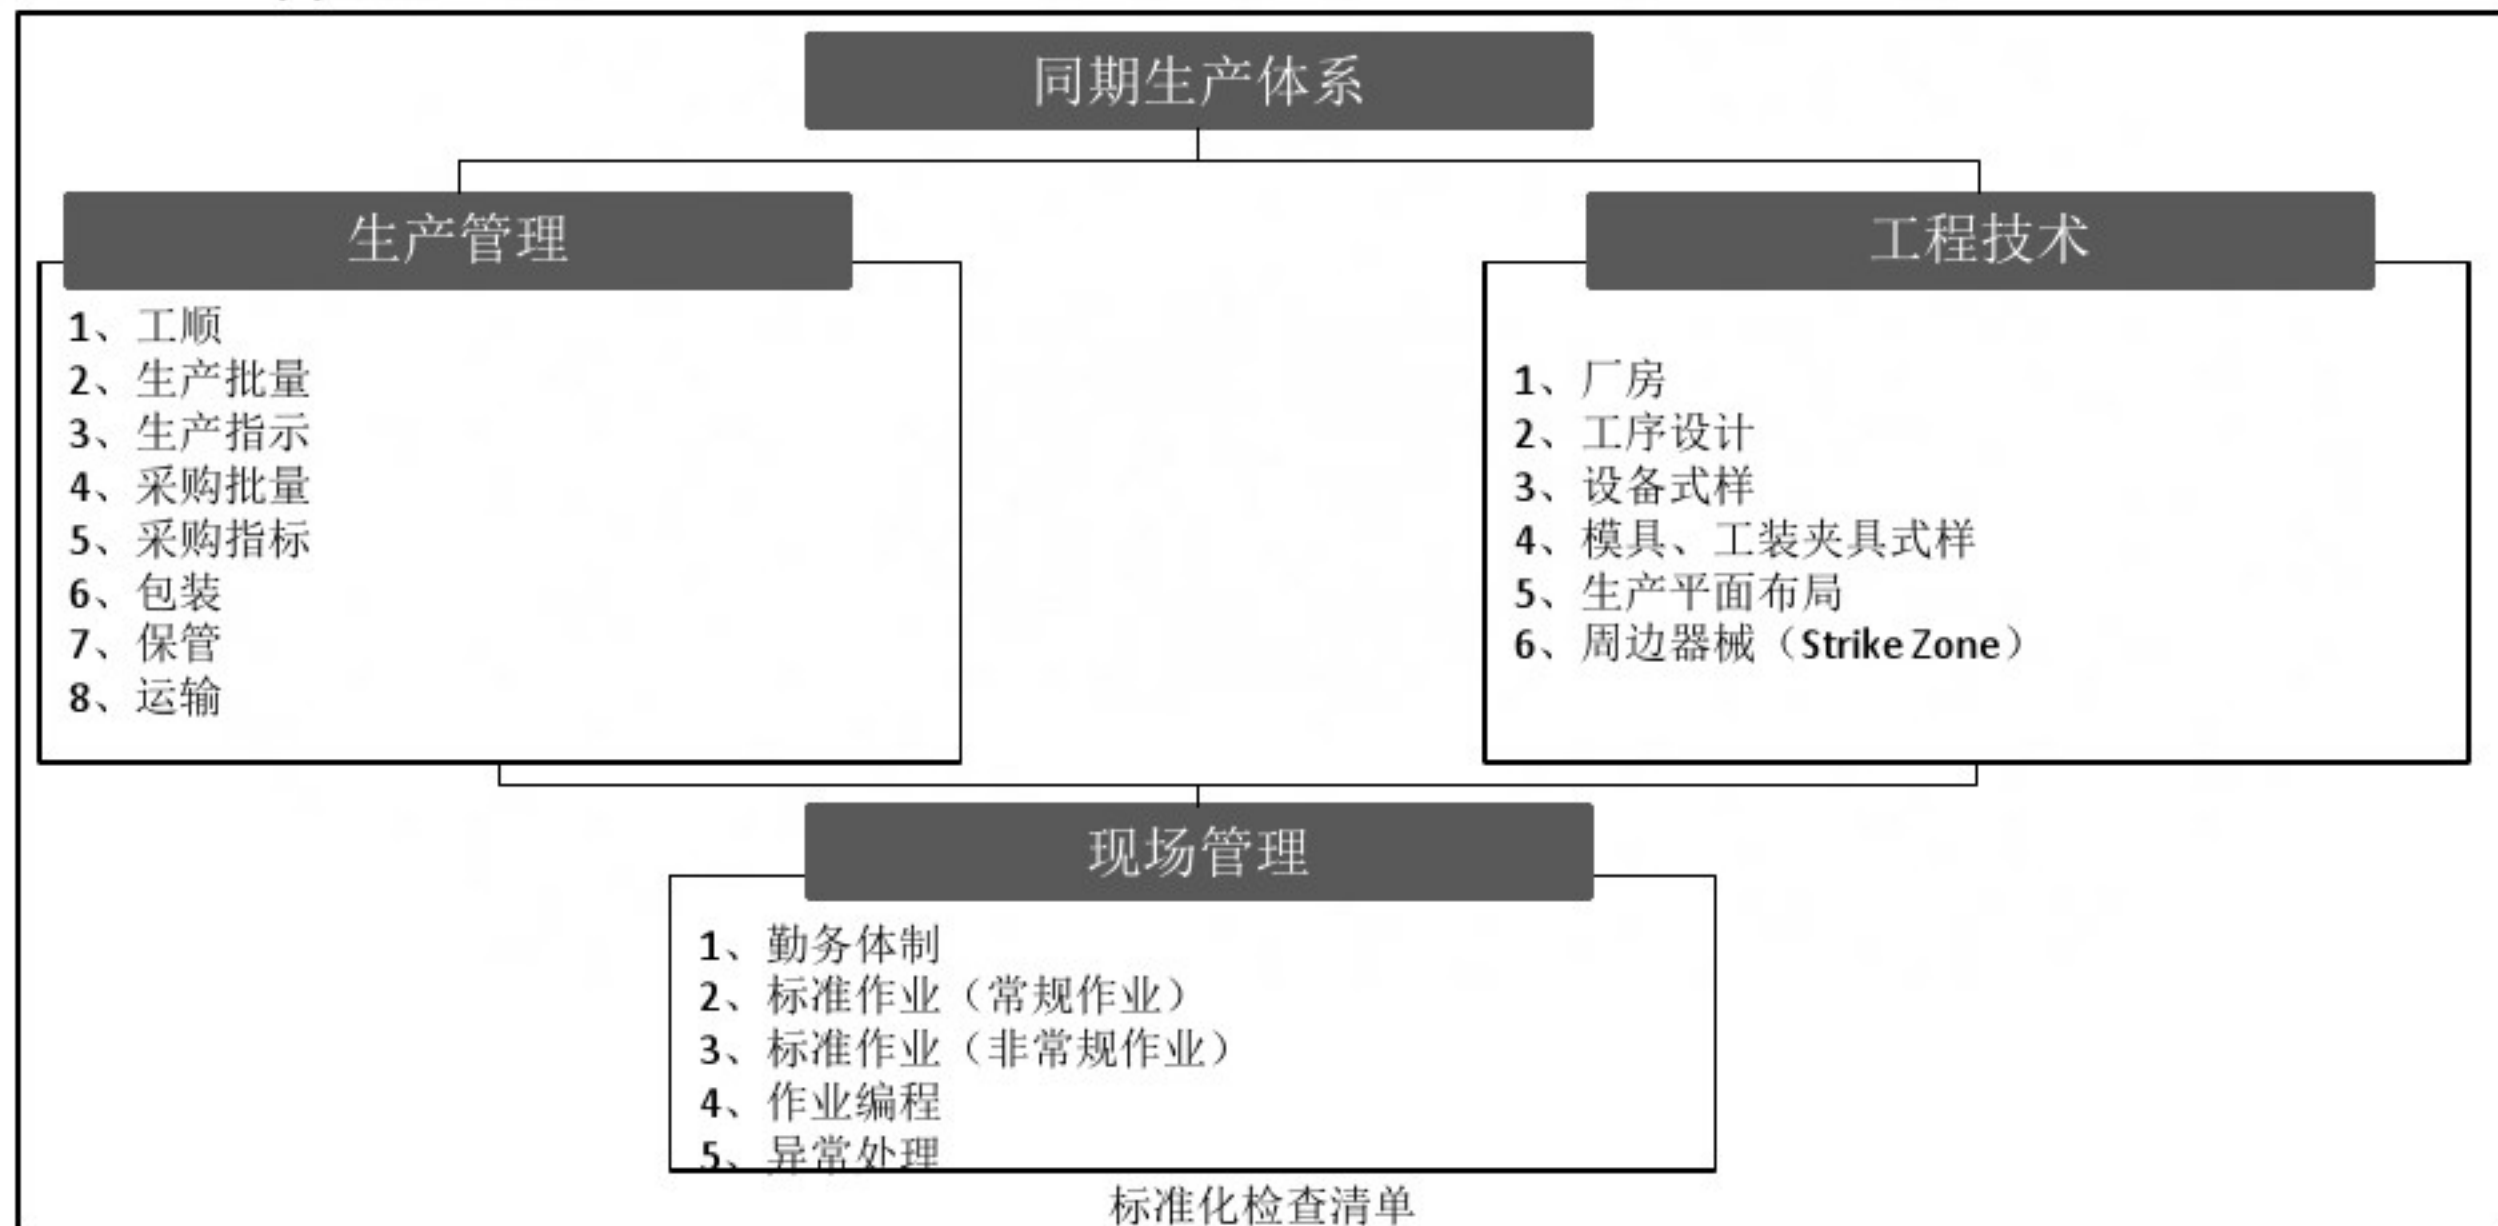 同期生产体系
生产管理
1、工顺
2、生产批量
3、生产指示
4、采购批量
5、采购指标
6、包装
7、保管
8、运输
工程技术
1、厂房
2、工序设计
3、设备式样
4、模具、工装夹具式样
5、生产平面布局
6、周边器械（Strike Zone）
现场管理
1、勤务体制
2、标准作业（常规作业）
3、标准作业（非常规作业）
4、作业编程
5、异常处理
标准化检查清单